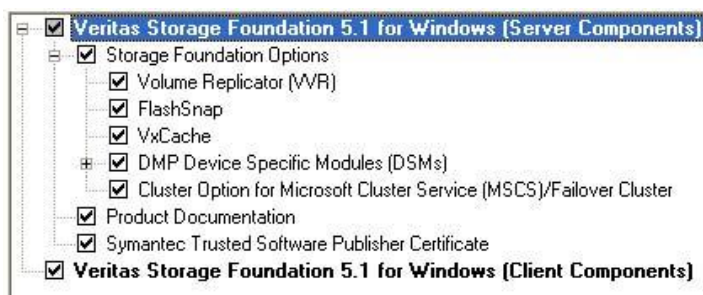 Veritas Storage Foundation 5.1 for Windows (Server Components)
Storage Foundation Options
Volume Replicator (VVR)
FlashSnap
VxCache
DMP Device Specific Modules (DSMs)
Cluster Option for Microsoft Cluster Service (MSCS)/Failover Cluster
Product Documentation
Symantec Trusted Software Publisher Certificate
Veritas Storage Foundation 5.1 for Windows (Client Components)